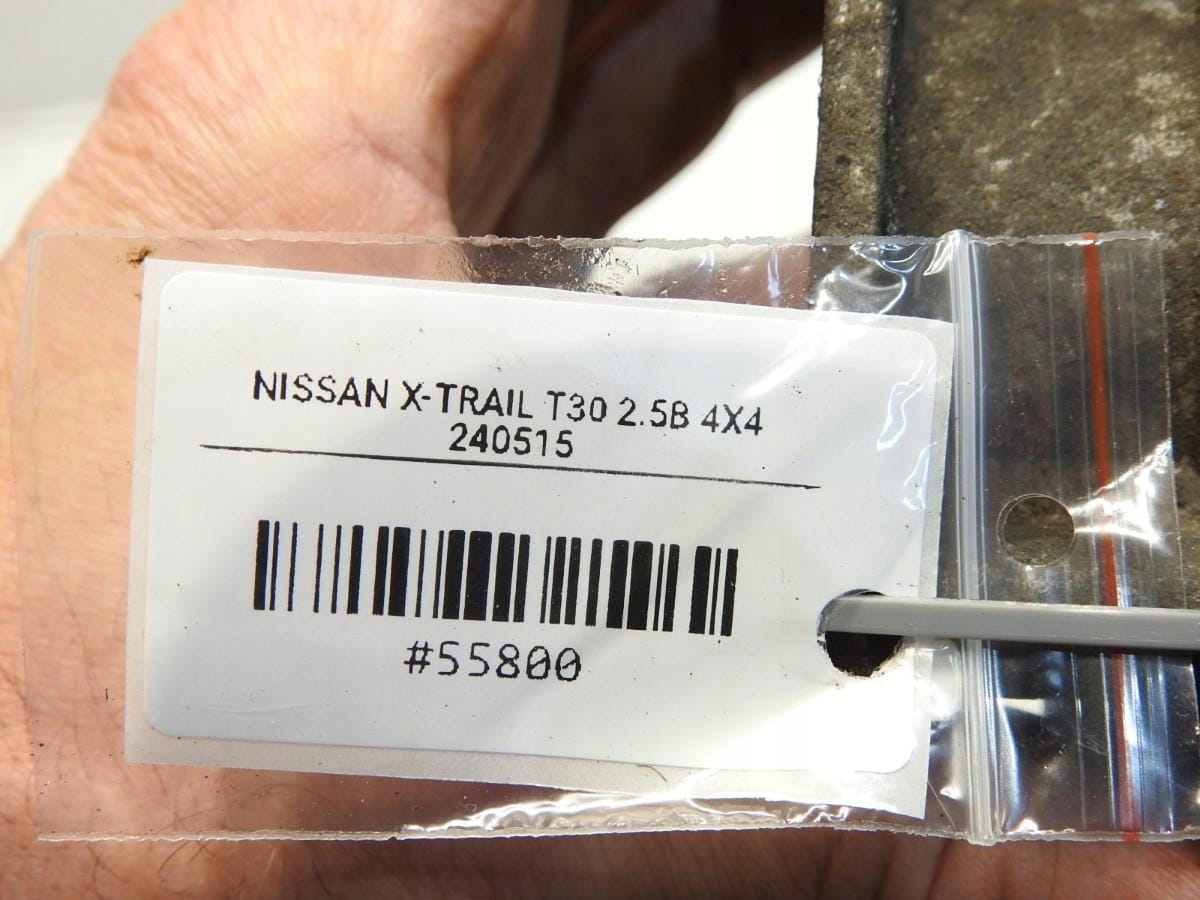 NISSAN X-TRAIL T30 2.5B 4X4
240515
#55800